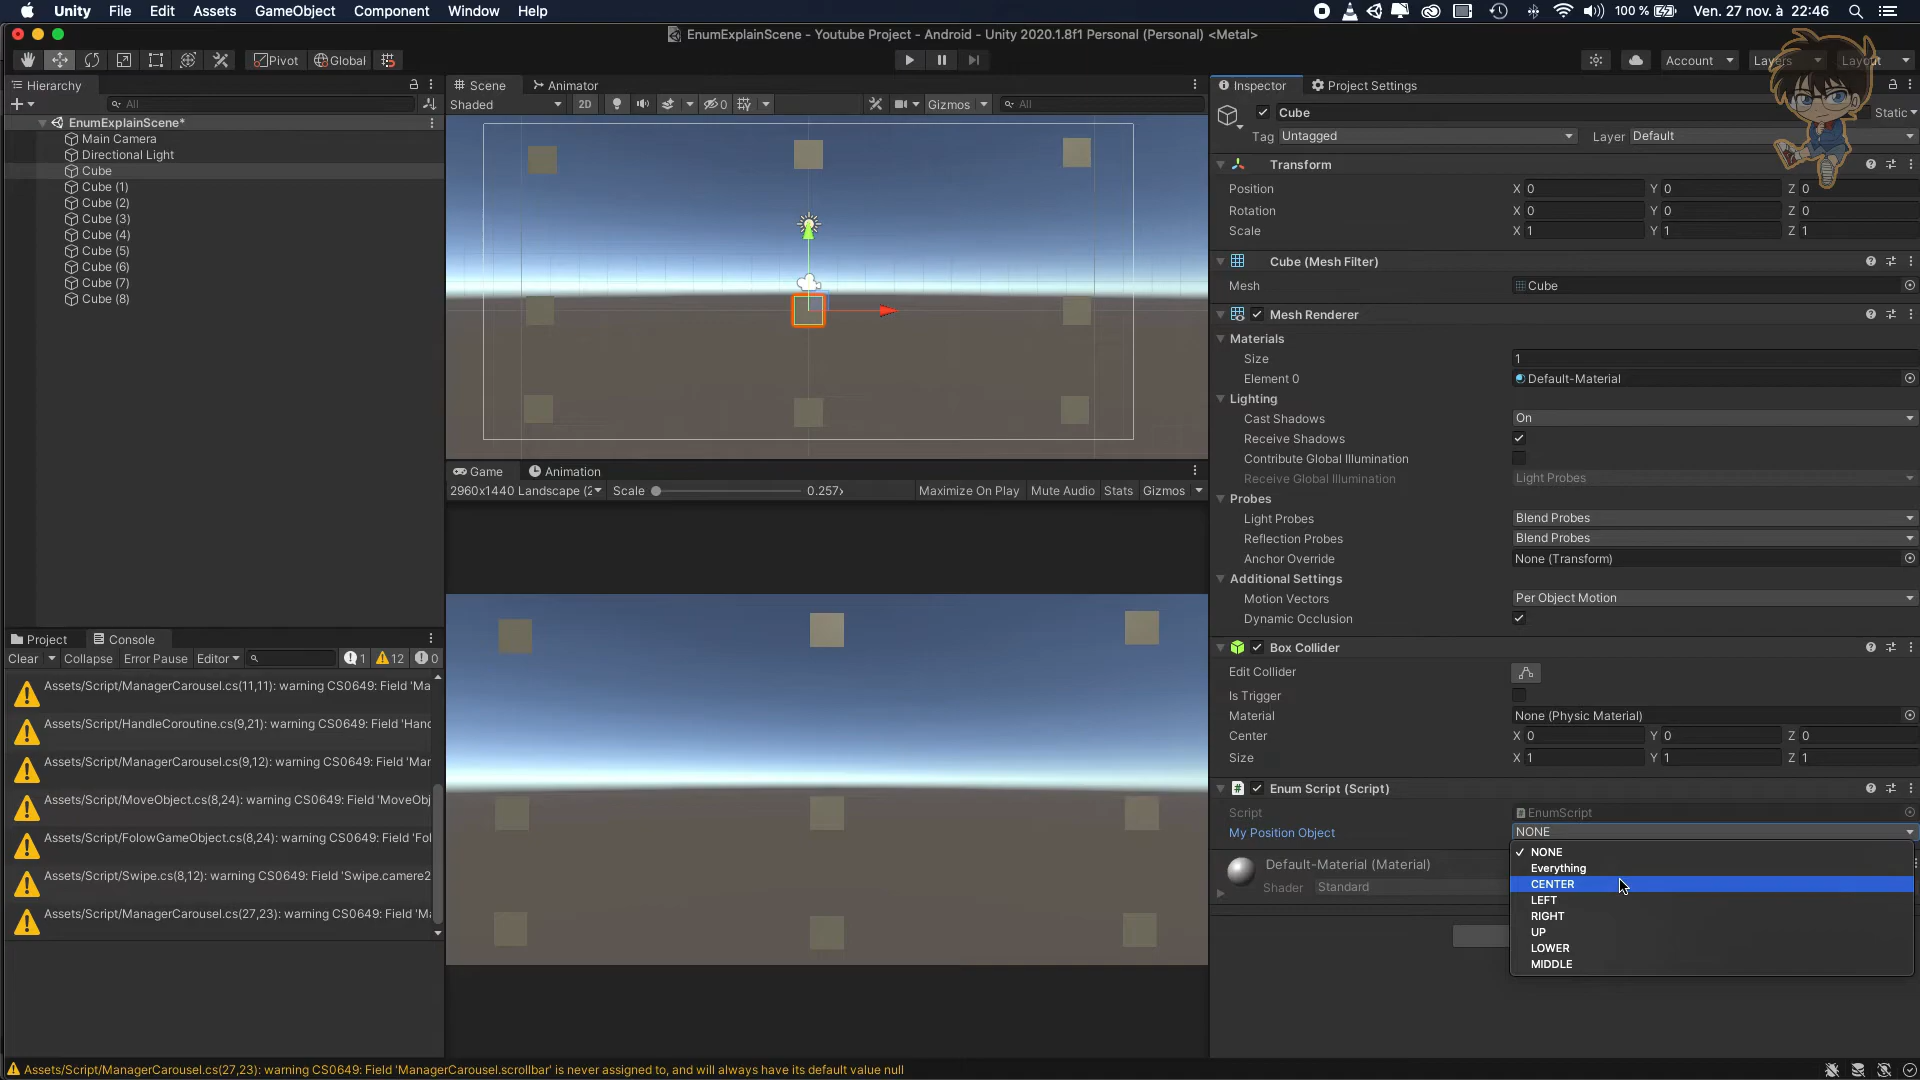 Unity File Edit Assets GameObject Component Window Help 100 % Ven. 27 nov. à 22:46
EnumExplainScene - Youtube Project - Android - Unity 2020.1.8f1 Personal (Personal) <Metal>
Pivot Global Account Layers Layout
Hierarchy
All
EnumExplainScene*
Main Camera
Directional Light
Cube
Cube (1)
Cube (2)
Cube (3)
Cube (4)
Cube (5)
Cube (6)
Cube (7)
Cube (8)
Scene Animator
Shaded 2D 0 Gizmos All
Game Animation
2960x1440 Landscape (2 Scale 0.257x Maximize On Play Mute Audio Stats Gizmos
Project Console
Clear Collapse Error Pause Editor 1 12 0
Assets/Script/ManagerCarousel.cs(11,11): warning CS0649: Field 'Ma
Assets/Script/HandleCoroutine.cs(9,21): warning CS0649: Field 'Hand
Assets/Script/ManagerCarousel.cs(9,12): warning CS0649: Field 'Mar
Assets/Script/MoveObject.cs(8,24): warning CS0649: Field 'MoveObj
Assets/Script/FolowGameObject.cs(8,24): warning CS0649: Field 'Fol
Assets/Script/Swipe.cs(8,12): warning CS0649: Field 'Swipe.camere2
Assets/Script/ManagerCarousel.cs(27,23): warning CS0649: Field 'Ma
Inspector Project Settings
Cube Static
Tag Untagged Layer Default
Transform
Position X 0 Y 0 Z 0
Rotation X 0 Y 0 Z 0
Scale X 1 Y 1 Z 1
Cube (Mesh Filter)
Mesh Cube
Mesh Renderer
Materials
Size 1
Element 0 Default-Material
Lighting
Cast Shadows On
Receive Shadows
Contribute Global Illumination
Receive Global Illumination Light Probes
Probes
Light Probes Blend Probes
Reflection Probes Blend Probes
Anchor Override None (Transform)
Additional Settings
Motion Vectors Per Object Motion
Dynamic Occlusion
Box Collider
Edit Collider
Is Trigger
Material None (Physic Material)
Center X 0 Y 0 Z 0
Size X 1 Y 1 Z 1
Enum Script (Script)
Script EnumScript
My Position Object NONE
Default-Material (Material)
Shader Standard
NONE
Everything
CENTER
LEFT
RIGHT
UP
LOWER
MIDDLE
Assets/Script/ManagerCarousel.cs(27,23): warning CS0649: Field 'ManagerCarousel.scrollbar' is never assigned to, and will always have its default value null